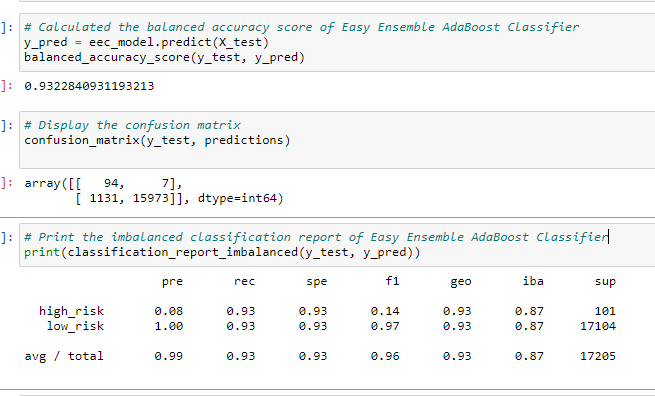 ]: # Calculated the balanced accuracy score of Easy Ensemble AdaBoost Classifier
y_pred = eec_model.predict(X_test)
balanced_accuracy_score(y_test, y_pred)
]: 0.9322840931193213
]: # Display the confusion matrix
confusion_matrix(y_test, predictions)
]: array([[   94,     7],
       [ 1131, 15973]], dtype=int64)
]: # Print the imbalanced classification report of Easy Ensemble AdaBoost Classifier
print(classification_report_imbalanced(y_test, y_pred))
pre rec spe f1 geo iba sup
high_risk 0.08 0.93 0.93 0.14 0.93 0.87 101
low_risk 1.00 0.93 0.93 0.97 0.93 0.87 17104
avg / total 0.99 0.93 0.93 0.96 0.93 0.87 17205